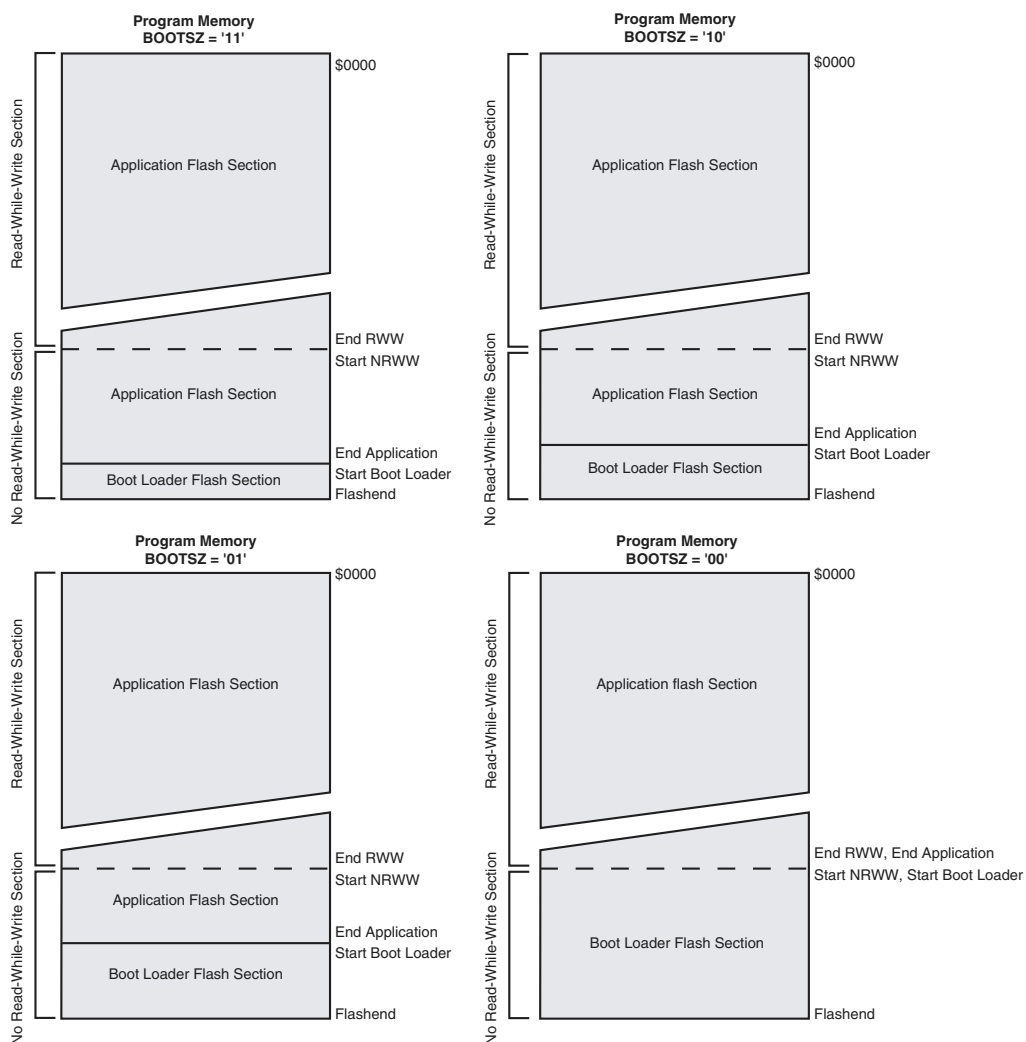 Program Memory
BOOTSZ = '11'
$0000
Read-While-Write Section
Application Flash Section
End RWW
Start NRWW
No Read-While-Write Section
Application Flash Section
End Application
Start Boot Loader
Boot Loader Flash Section
Flashend
Program Memory
BOOTSZ = '10'
$0000
Read-While-Write Section
Application Flash Section
End RWW
Start NRWW
No Read-While-Write Section
Application Flash Section
End Application
Start Boot Loader
Boot Loader Flash Section
Flashend
Program Memory
BOOTSZ = '01'
$0000
Read-While-Write Section
Application Flash Section
End RWW
Start NRWW
No Read-While-Write Section
Application Flash Section
End Application
Start Boot Loader
Boot Loader Flash Section
Flashend
Program Memory
BOOTSZ = '00'
$0000
Read-While-Write Section
Application flash Section
End RWW, End Application
Start NRWW, Start Boot Loader
No Read-While-Write Section
Boot Loader Flash Section
Flashend